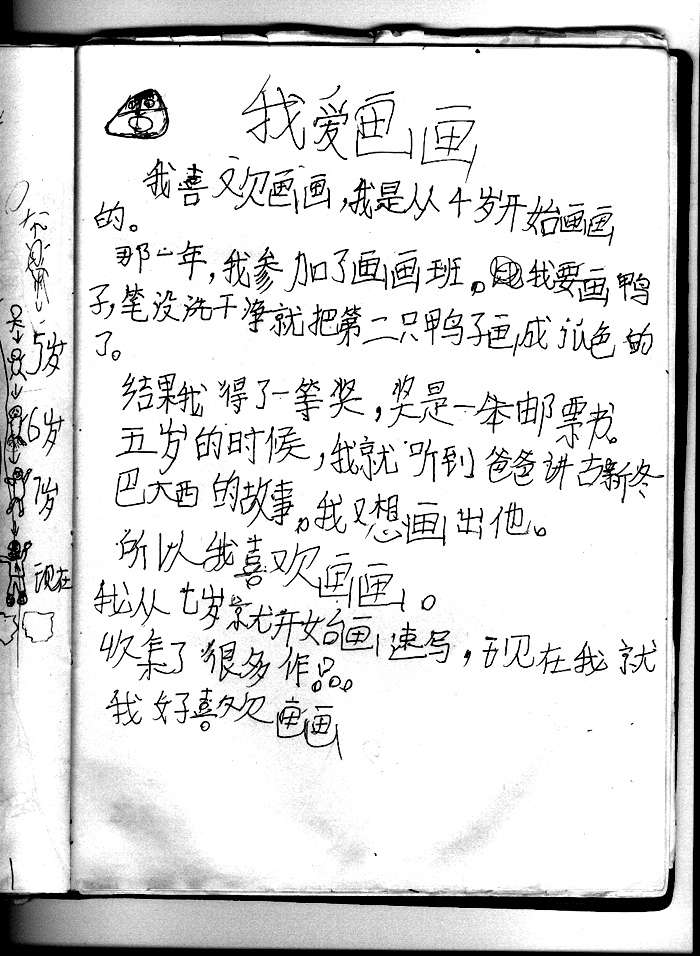 我爱画画
我喜欢画画,我是从4岁开始画画
的。
那一年,我参加了画画班。我要画鸭
子,笔没洗干净就把第二只鸭子画成红色的
了。
结果我得了一等奖,奖是一本邮票书。
五岁的时候,我就听到爸爸讲古新冬
巴大西的故事。我又想画出他。
所以我喜欢画画。
我从七岁就开始画速写,现在我就
收集了很多作品。。。
我好喜欢画画
5岁
6岁
7岁
现在